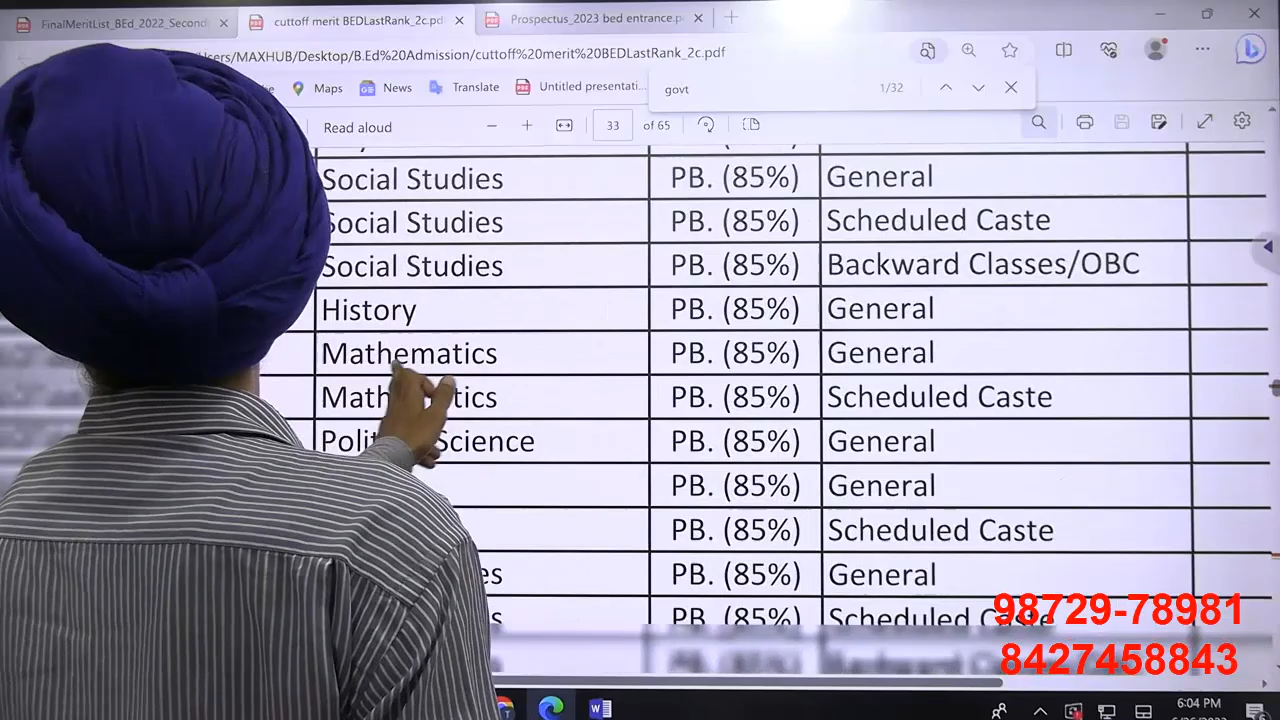 FinalMeritList_BEd_2022_Second
cuttoff merit BEDLastRank_2c.pd
Prospectus_2023 bed entrance.p
sers/MAXHUB/Desktop/B.Ed%20Admission/cuttoff%20merit%20BEDLastRank_2c.pdf
Maps
News
Translate
Untitled presentati...
govt
1/32
Read aloud
33
of 65
Social Studies PB. (85%) General
Social Studies PB. (85%) Scheduled Caste
Social Studies PB. (85%) Backward Classes/OBC
History PB. (85%) General
Mathematics PB. (85%) General
PB. (85%) Scheduled Caste
Science PB. (85%) General
PB. (85%) General
PB. (85%) Scheduled Caste
PB. (85%) General
Scheduled Caste
98729-78981
8427458843
6:04 PM